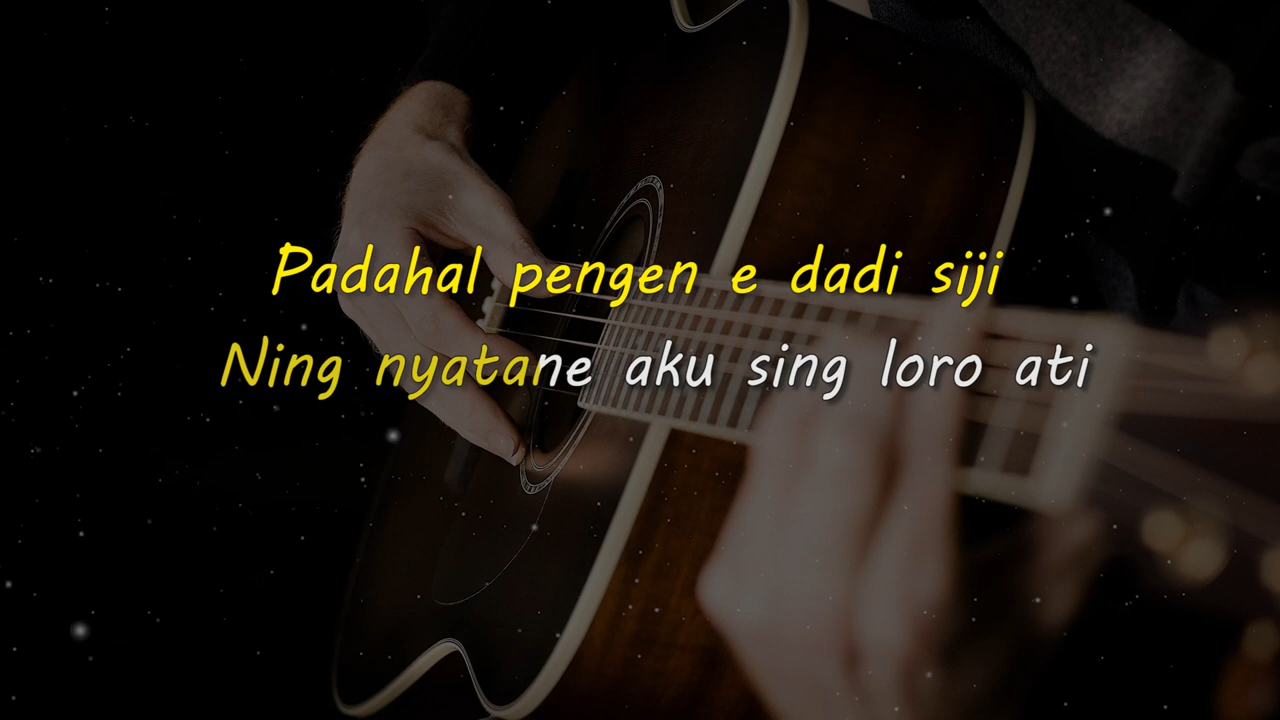 Padahal pengen e dadi siji
Ning nyatane aku sing loro ati